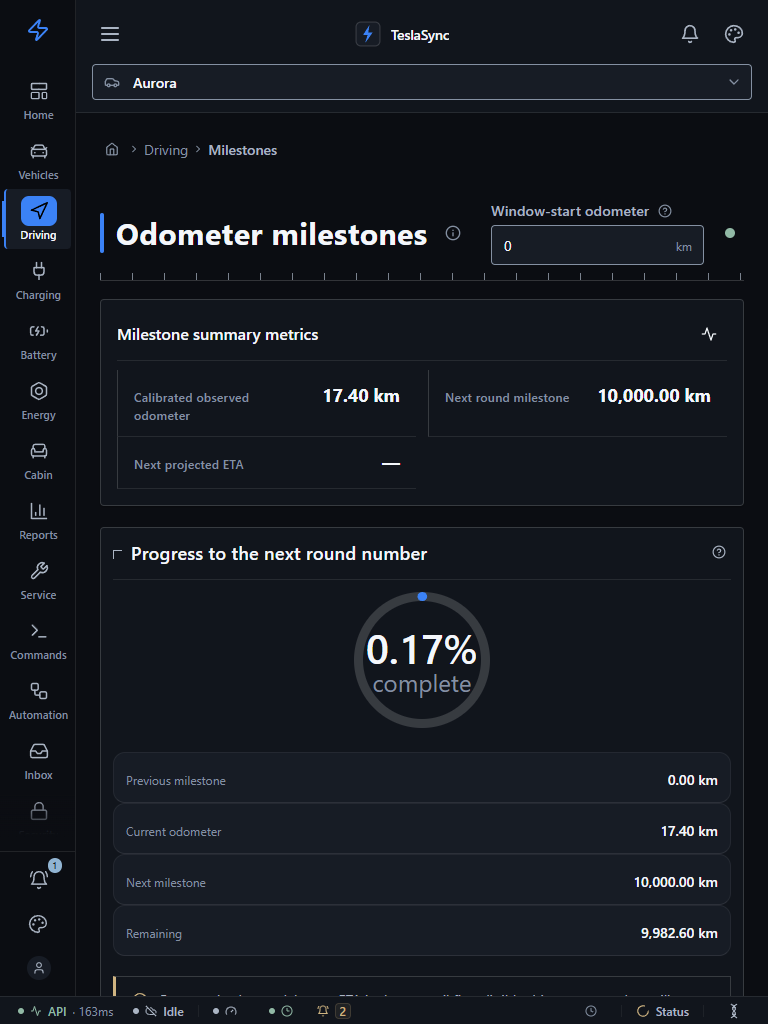 TeslaSync
Aurora
Home
Vehicles
Driving
Charging
Battery
Energy
Cabin
Reports
Service
Commands
Automation
Inbox
1
Driving
Milestones
Odometer milestones
Window-start odometer
0
km
Milestone summary metrics
Calibrated observed
odometer
17.40 km
Next round milestone
10,000.00 km
Next projected ETA
—
Progress to the next round number
0.17%
complete
Previous milestone
0.00 km
Current odometer
17.40 km
Next milestone
10,000.00 km
Remaining
9,982.60 km
API · 163ms
Idle
2
Status